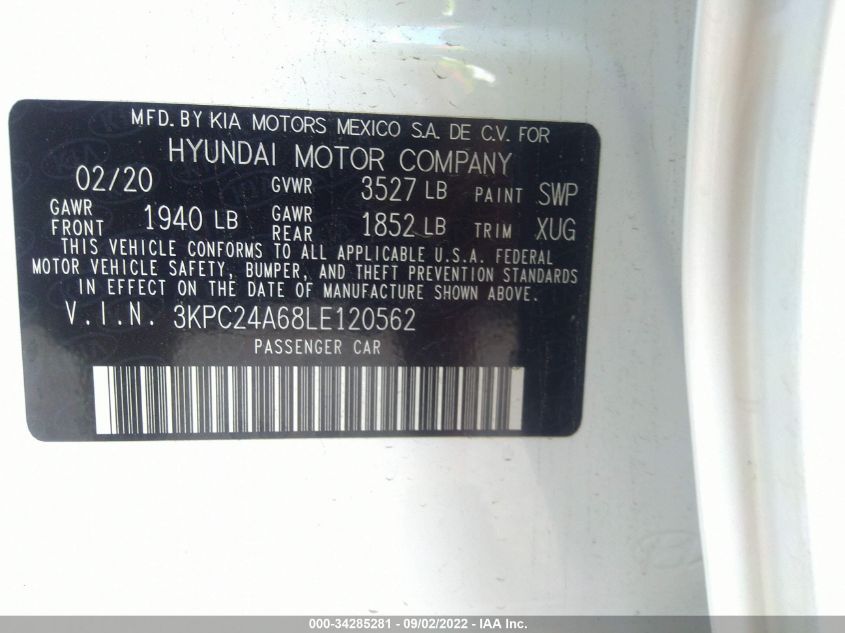 MFD. BY KIA MOTORS MEXICO S.A. DE C.V. FOR
HYUNDAI MOTOR COMPANY
02/20 GVWR 3527 LB PAINT SWP
GAWR FRONT 1940 LB GAWR REAR 1852 LB TRIM XUG
THIS VEHICLE CONFORMS TO ALL APPLICABLE U.S.A. FEDERAL
MOTOR VEHICLE SAFETY, BUMPER, AND THEFT PREVENTION STANDARDS
IN EFFECT ON THE DATE OF MANUFACTURE SHOWN ABOVE.
V.I.N. 3KPC24A68LE120562
PASSENGER CAR
000-34285281 - 09/02/2022 - IAA Inc.